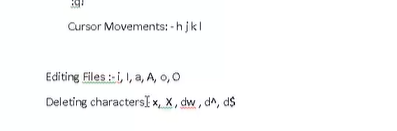 :q!
Cursor Movements: - h j k l
Editing Files :- i, I, a, A, o, O
Deleting characters x, X, dw, d^, d$